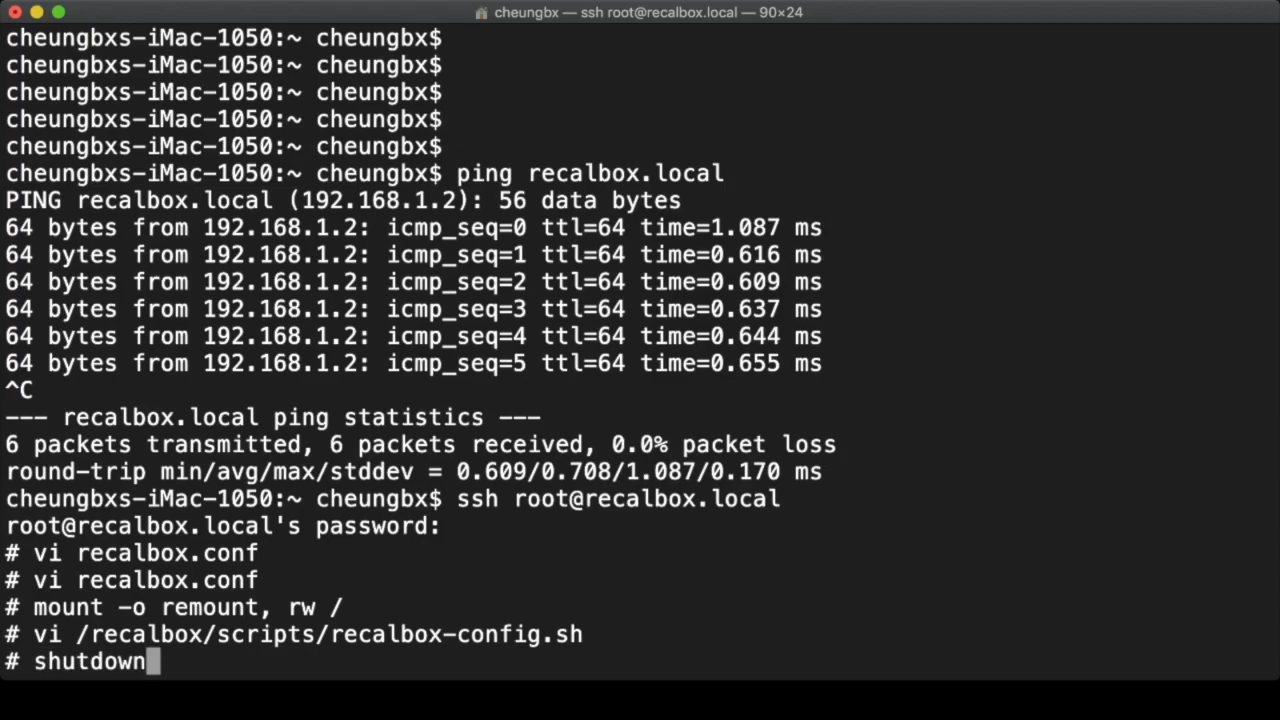 cheungbx — ssh root@recalbox.local — 90×24
cheungbxs-iMac-1050:~ cheungbx$
cheungbxs-iMac-1050:~ cheungbx$
cheungbxs-iMac-1050:~ cheungbx$
cheungbxs-iMac-1050:~ cheungbx$
cheungbxs-iMac-1050:~ cheungbx$
cheungbxs-iMac-1050:~ cheungbx$ ping recalbox.local
PING recalbox.local (192.168.1.2): 56 data bytes
64 bytes from 192.168.1.2: icmp_seq=0 ttl=64 time=1.087 ms
64 bytes from 192.168.1.2: icmp_seq=1 ttl=64 time=0.616 ms
64 bytes from 192.168.1.2: icmp_seq=2 ttl=64 time=0.609 ms
64 bytes from 192.168.1.2: icmp_seq=3 ttl=64 time=0.637 ms
64 bytes from 192.168.1.2: icmp_seq=4 ttl=64 time=0.644 ms
64 bytes from 192.168.1.2: icmp_seq=5 ttl=64 time=0.655 ms
^C
--- recalbox.local ping statistics ---
6 packets transmitted, 6 packets received, 0.0% packet loss
round-trip min/avg/max/stddev = 0.609/0.708/1.087/0.170 ms
cheungbxs-iMac-1050:~ cheungbx$ ssh root@recalbox.local
root@recalbox.local's password:
# vi recalbox.conf
# vi recalbox.conf
# mount -o remount, rw /
# vi /recalbox/scripts/recalbox-config.sh
# shutdown